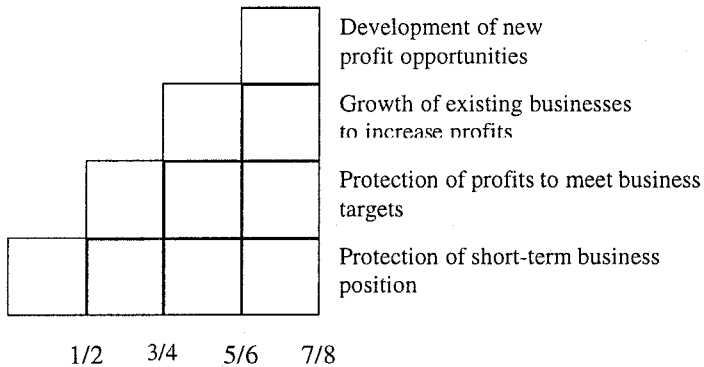 Development of new
profit opportunities
Growth of existing businesses
to increase profits
Protection of profits to meet business
targets
Protection of short-term business
position
1/2 3/4 5/6 7/8